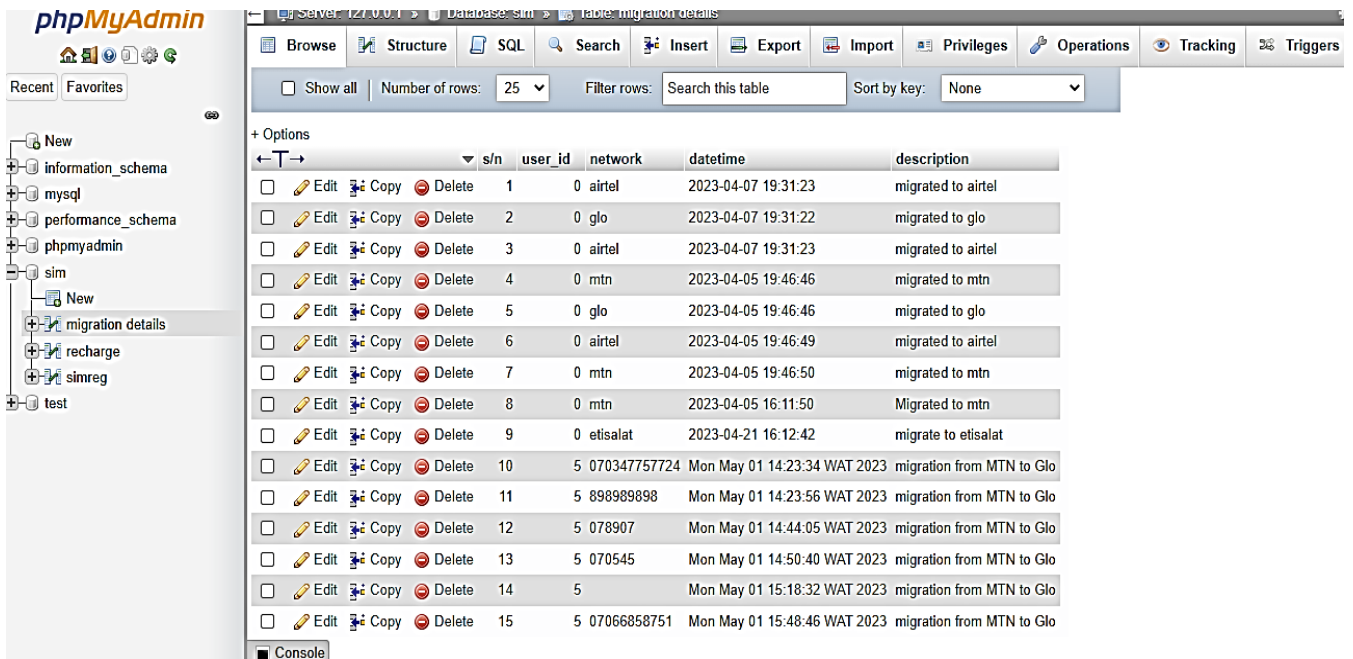 phpMyAdmin
Server: 127.0.0.1 » Database: sim » Table: migration details
Browse Structure SQL Search Insert Export Import Privileges Operations Tracking Triggers
Recent Favorites
Show all Number of rows: 25 Filter rows: Search this table Sort by key: None
New
information_schema
mysql
performance_schema
phpmyadmin
sim
New
migration details
recharge
simreg
test
+ Options
s/n user_id network datetime description
Edit Copy Delete 1 0 airtel 2023-04-07 19:31:23 migrated to airtel
Edit Copy Delete 2 0 glo 2023-04-07 19:31:22 migrated to glo
Edit Copy Delete 3 0 airtel 2023-04-07 19:31:23 migrated to airtel
Edit Copy Delete 4 0 mtn 2023-04-05 19:46:46 migrated to mtn
Edit Copy Delete 5 0 glo 2023-04-05 19:46:46 migrated to glo
Edit Copy Delete 6 0 airtel 2023-04-05 19:46:49 migrated to airtel
Edit Copy Delete 7 0 mtn 2023-04-05 19:46:50 migrated to mtn
Edit Copy Delete 8 0 mtn 2023-04-05 16:11:50 Migrated to mtn
Edit Copy Delete 9 0 etisalat 2023-04-21 16:12:42 migrate to etisalat
Edit Copy Delete 10 5 070347757724 Mon May 01 14:23:34 WAT 2023 migration from MTN to Glo
Edit Copy Delete 11 5 898989898 Mon May 01 14:23:56 WAT 2023 migration from MTN to Glo
Edit Copy Delete 12 5 078907 Mon May 01 14:44:05 WAT 2023 migration from MTN to Glo
Edit Copy Delete 13 5 070545 Mon May 01 14:50:40 WAT 2023 migration from MTN to Glo
Edit Copy Delete 14 5 Mon May 01 15:18:32 WAT 2023 migration from MTN to Glo
Edit Copy Delete 15 5 07066858751 Mon May 01 15:48:46 WAT 2023 migration from MTN to Glo
Console